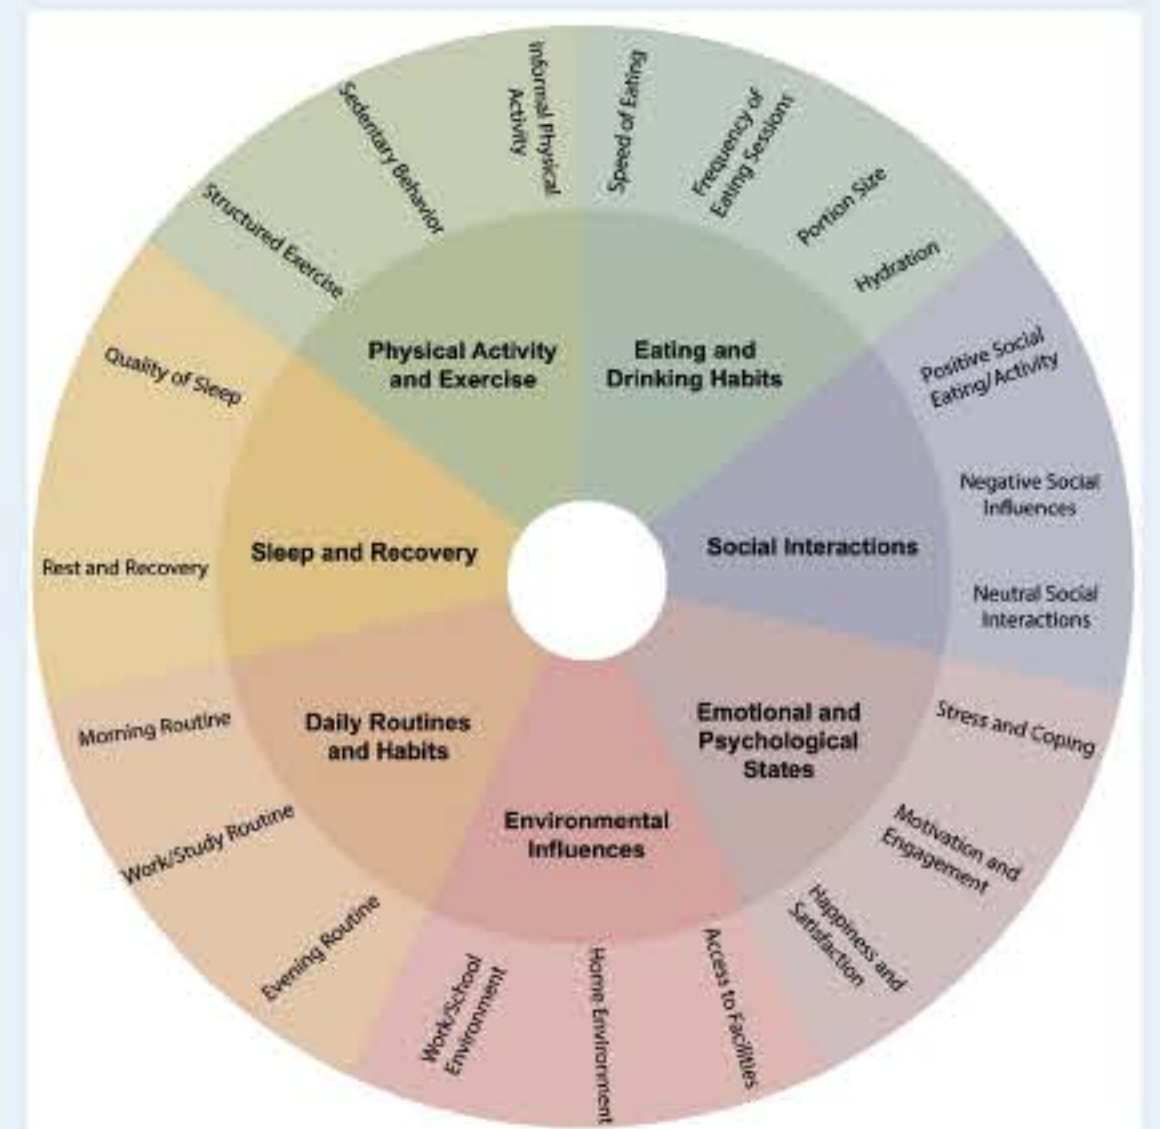 Informal Physical
Activity
Sedentary Behavior
Structured Exercise
Speed of Eating
Frequency of
Eating Sessions
Portion Size
Hydration
Physical Activity
and Exercise
Eating and
Drinking Habits
Quality of Sleep
Rest and Recovery
Sleep and Recovery
Social Interactions
Positive Social
Eating/Activity
Negative Social
Influences
Neutral Social
Interactions
Morning Routine
Work/Study Routine
Evening Routine
Daily Routines
and Habits
Emotional and
Psychological
States
Stress and Coping
Motivation and
Engagement
Happiness and
Satisfaction
Environmental
Influences
Work/School
Environment
Home Environment
Access to Facilities